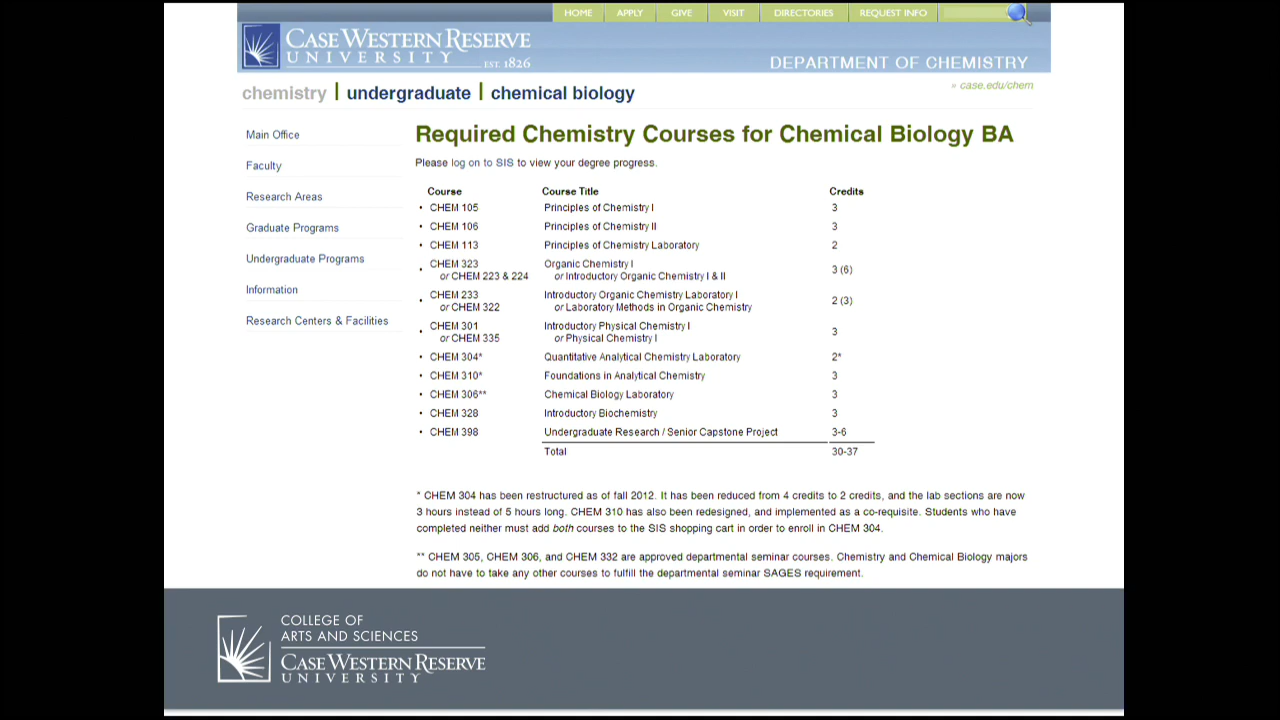 HOME APPLY GIVE VISIT DIRECTORIES REQUEST INFO
CASE WESTERN RESERVE
UNIVERSITY EST. 1826
DEPARTMENT OF CHEMISTRY
chemistry | undergraduate | chemical biology
» case.edu/chem
Main Office
Faculty
Research Areas
Graduate Programs
Undergraduate Programs
Information
Research Centers & Facilities
Required Chemistry Courses for Chemical Biology BA
Please log on to SIS to view your degree progress.
Course Course Title Credits
• CHEM 105 Principles of Chemistry I 3
• CHEM 106 Principles of Chemistry II 3
• CHEM 113 Principles of Chemistry Laboratory 2
• CHEM 323 Organic Chemistry I 3 (6)
or CHEM 223 & 224 or Introductory Organic Chemistry I & II
• CHEM 233 Introductory Organic Chemistry Laboratory I 2 (3)
or CHEM 322 or Laboratory Methods in Organic Chemistry
• CHEM 301 Introductory Physical Chemistry I 3
or CHEM 335 or Physical Chemistry I
• CHEM 304* Quantitative Analytical Chemistry Laboratory 2*
• CHEM 310* Foundations in Analytical Chemistry 3
• CHEM 306** Chemical Biology Laboratory 3
• CHEM 328 Introductory Biochemistry 3
• CHEM 398 Undergraduate Research / Senior Capstone Project 3-6
Total 30-37
* CHEM 304 has been restructured as of fall 2012. It has been reduced from 4 credits to 2 credits, and the lab sections are now
3 hours instead of 5 hours long. CHEM 310 has also been redesigned, and implemented as a co-requisite. Students who have
completed neither must add both courses to the SIS shopping cart in order to enroll in CHEM 304.
** CHEM 305, CHEM 306, and CHEM 332 are approved departmental seminar courses. Chemistry and Chemical Biology majors
do not have to take any other courses to fulfill the departmental seminar SAGES requirement.
COLLEGE OF
ARTS AND SCIENCES
CASE WESTERN RESERVE
UNIVERSITY